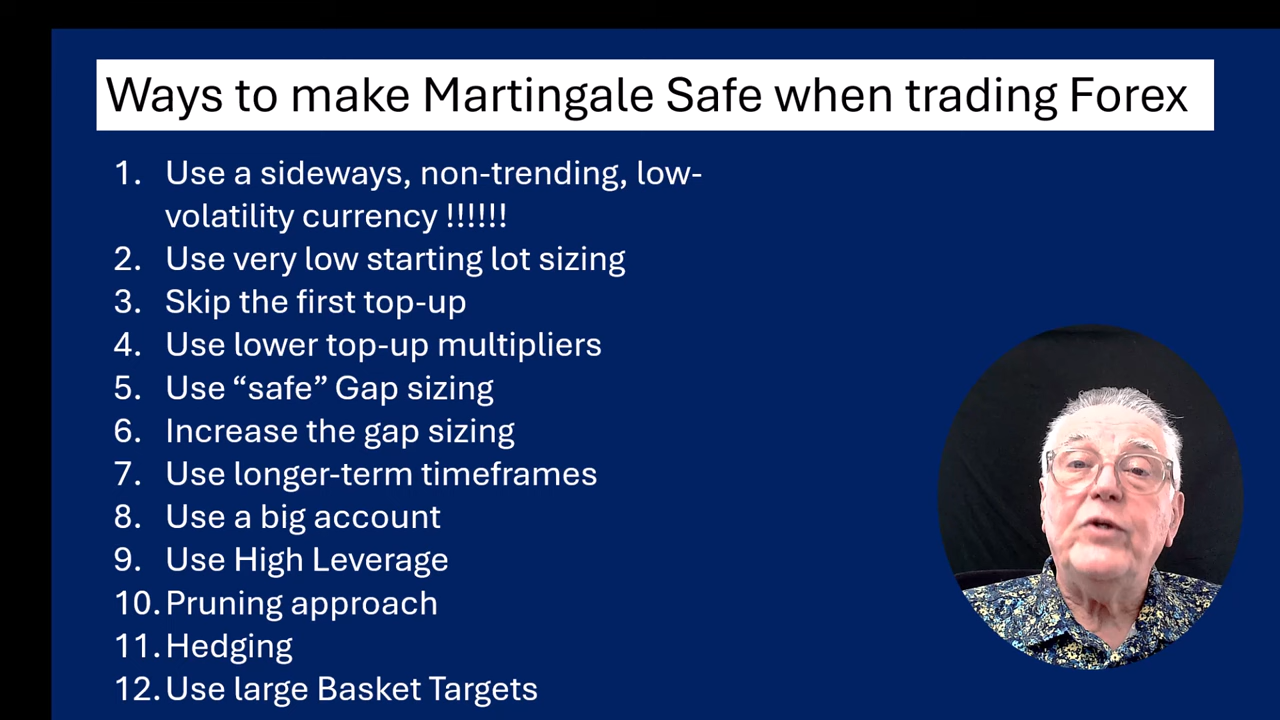 Ways to make Martingale Safe when trading Forex
1. Use a sideways, non-trending, low-
volatility currency !!!!!!
2. Use very low starting lot sizing
3. Skip the first top-up
4. Use lower top-up multipliers
5. Use “safe” Gap sizing
6. Increase the gap sizing
7. Use longer-term timeframes
8. Use a big account
9. Use High Leverage
10. Pruning approach
11. Hedging
12. Use large Basket Targets